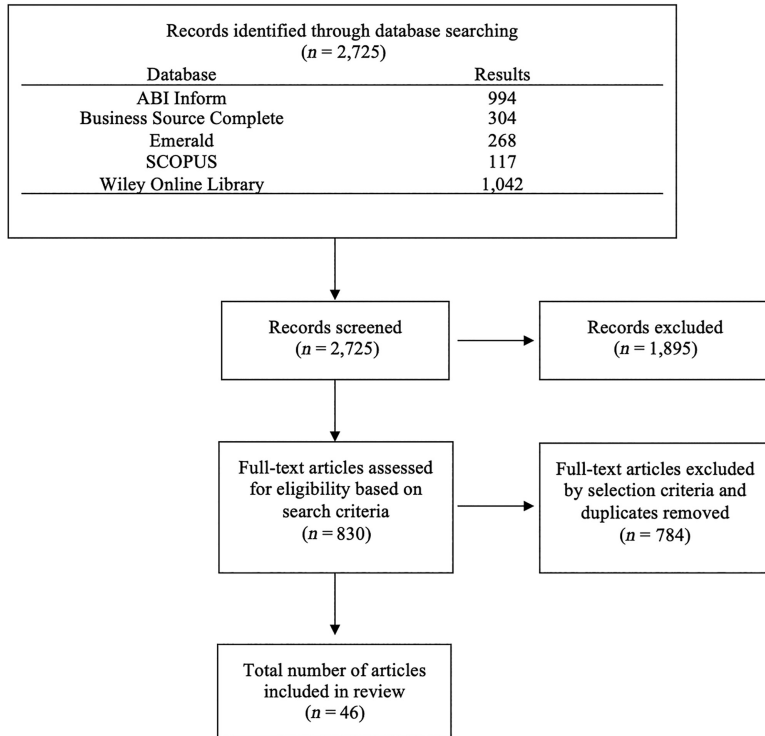 Records identified through database searching
(n = 2,725)
Database Results
ABI Inform 994
Business Source Complete 304
Emerald 268
SCOPUS 117
Wiley Online Library 1,042
Records screened
(n = 2,725)
Records excluded
(n = 1,895)
Full-text articles assessed
for eligibility based on
search criteria
(n = 830)
Full-text articles excluded
by selection criteria and
duplicates removed
(n = 784)
Total number of articles
included in review
(n = 46)